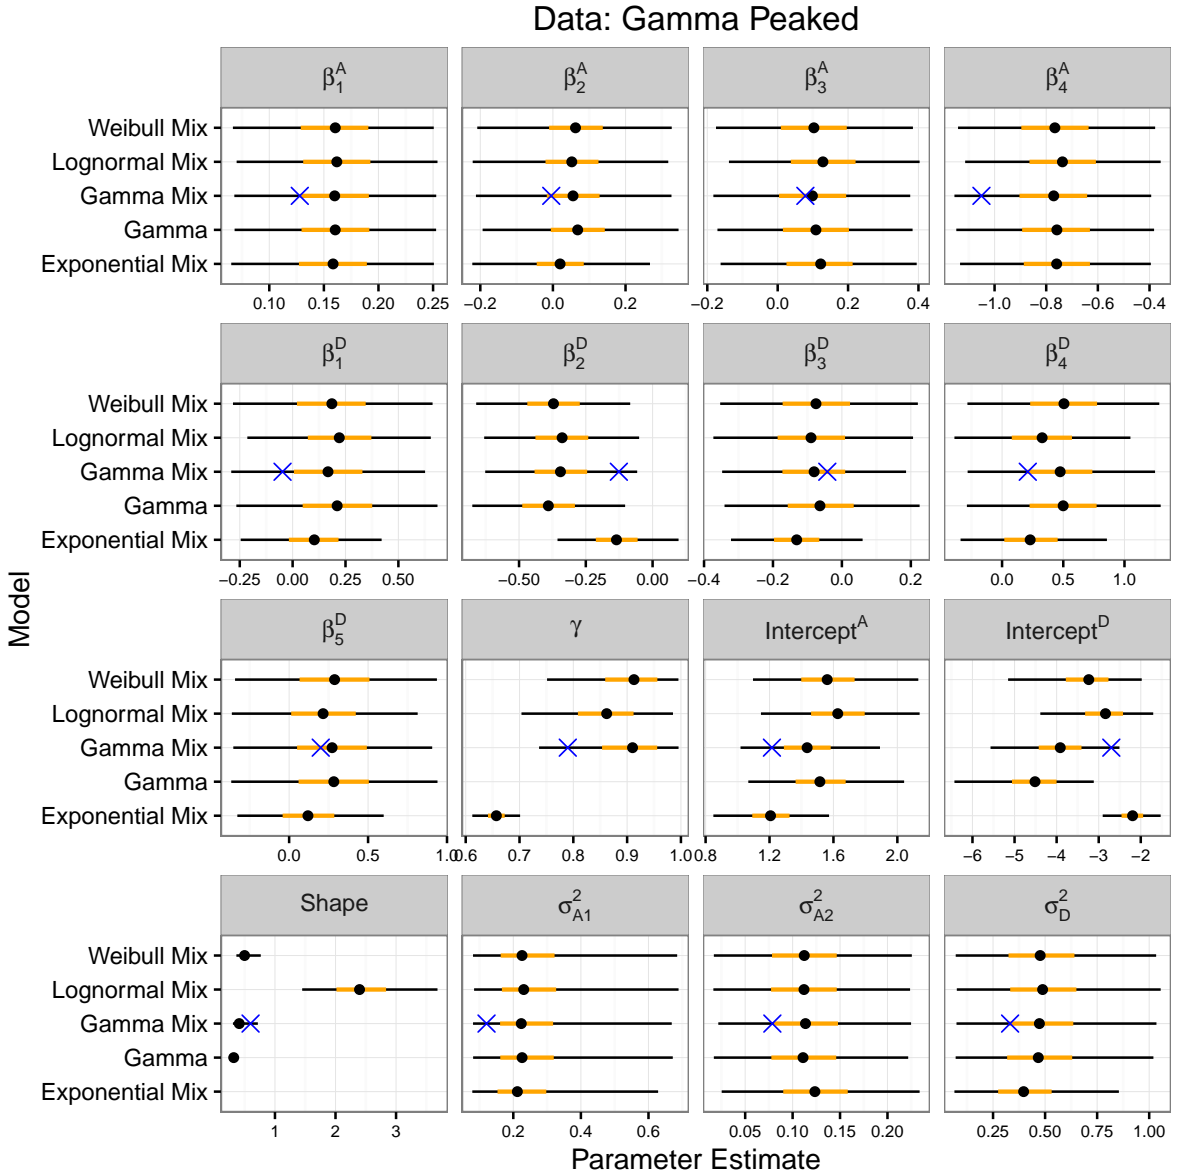 Data: Gamma Peaked
β₁ᴬ β₂ᴬ β₃ᴬ β₄ᴬ
Weibull Mix
Lognormal Mix
Gamma Mix
Gamma
Exponential Mix
0.10 0.15 0.20 0.25 −0.2 0.0 0.2 −0.2 0.0 0.2 0.4 −1.0 −0.8 −0.6 −0.4
β₁ᴰ β₂ᴰ β₃ᴰ β₄ᴰ
Weibull Mix
Lognormal Mix
Gamma Mix
Gamma
Exponential Mix
−0.25 0.00 0.25 0.50 −0.50 −0.25 0.00 −0.4 −0.2 0.0 0.2 0.0 0.5 1.0
β₅ᴰ γ Interceptᴬ Interceptᴰ
Weibull Mix
Lognormal Mix
Gamma Mix
Gamma
Exponential Mix
0.0 0.5 1.0 0.6 0.7 0.8 0.9 1.0 0.8 1.2 1.6 2.0 −6 −5 −4 −3 −2
Shape σ²A1 σ²A2 σ²D
Weibull Mix
Lognormal Mix
Gamma Mix
Gamma
Exponential Mix
1 2 3 0.2 0.4 0.6 0.05 0.10 0.15 0.20 0.25 0.50 0.75 1.00
Parameter Estimate
Model